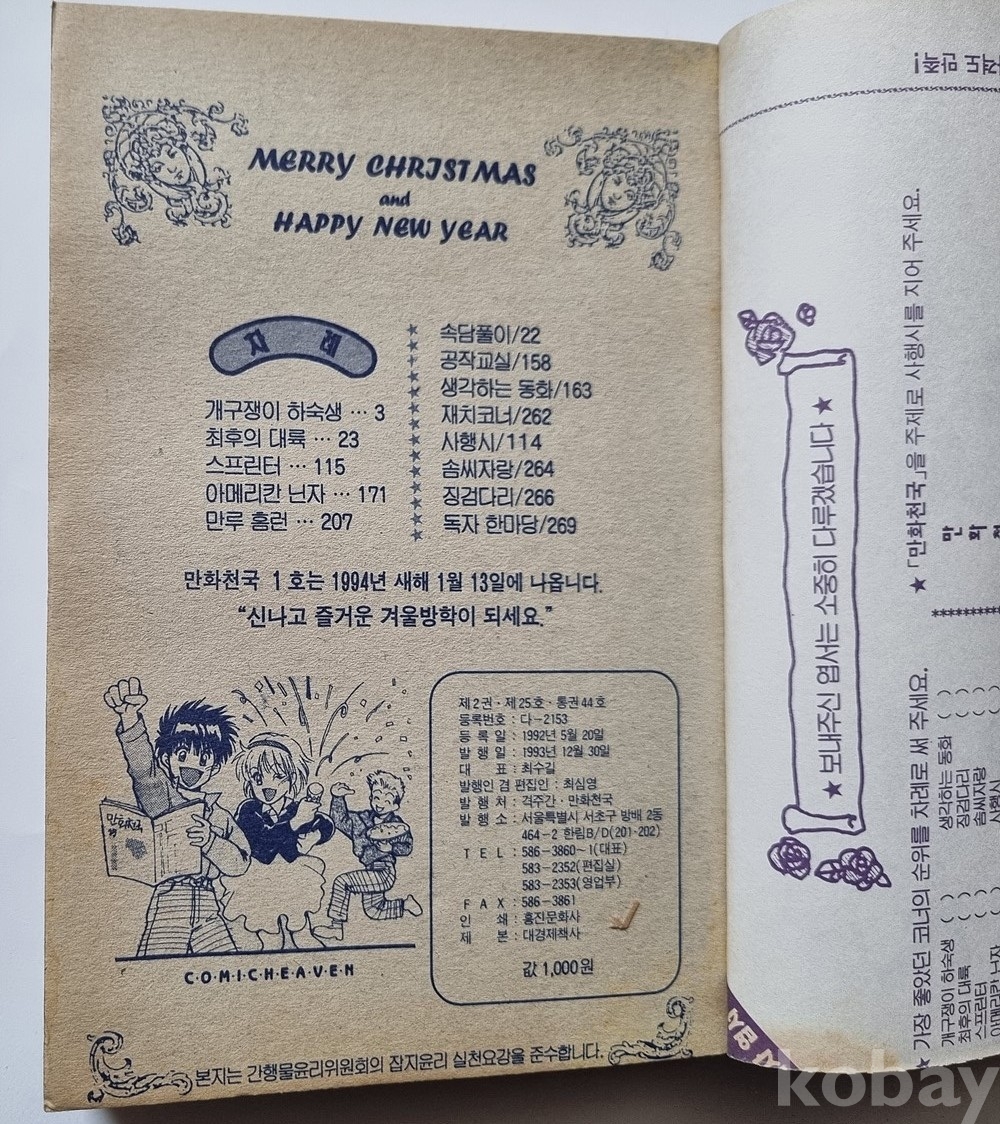 MERRY CHRISTMAS
and
HAPPY NEW YEAR
차 례
개구쟁이 하숙생 … 3
최후의 대륙 … 23
스프린터 … 115
아메리칸 닌자 … 171
만루 홈런 … 207
속담풀이/22
공작교실/158
생각하는 동화/163
재치코너/262
사행시/114
솜씨자랑/264
징검다리/266
독자 한마당/269
만화천국 1호는 1994년 새해 1월 13일에 나옵니다.
“신나고 즐거운 겨울방학이 되세요.”
만화천국
C·O·M·I·C·H·E·A·V·E·N
제2권·제25호·통권44호
등록번호 : 다-2153
등 록 일 : 1992년 5월 20일
발 행 일 : 1993년 12월 30일
대 표 : 최수길
발행인 겸 편집인 : 최심영
발 행 처 : 격주간·만화천국
발 행 소 : 서울특별시 서초구 방배 2동
464-2 한림B/D(201·202)
T E L : 586-3860~1(대표)
583-2352(편집실)
583-2353(영업부)
F A X : 586-3861
인 쇄 : 홍진문화사
제 본 : 대경제책사
값 1,000원
본지는 간행물윤리위원회의 잡지윤리 실천요강을 준수합니다.
★ 보내주신 엽서는 소중히 다루겠습니다 ★
★ 「만화천국」을 주제로 사행시를 지어 주세요.
만
화
★ 가장 좋았던 코너의 순위를 차례로 써 주세요.
개구쟁이 하숙생 ( ) 생각하는 동화 ( )
최후의 대륙 ( ) 징검다리 ( )
스프린터 ( ) 솜씨자랑 ( )
아메리칸 닌자 ( ) 사행시 ( )
kobay